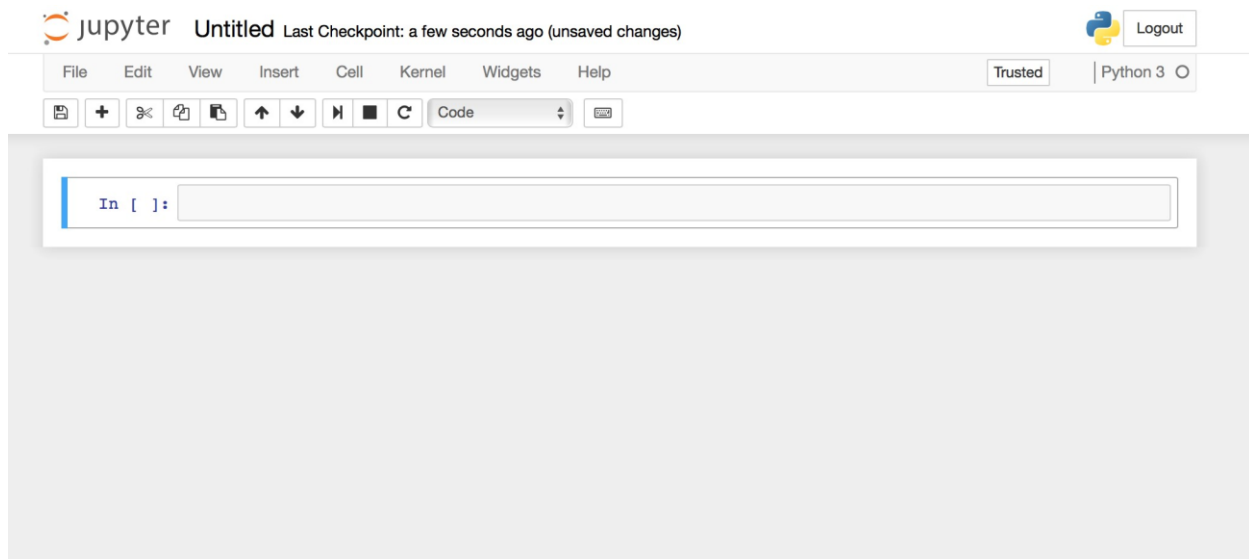 jupyter Untitled Last Checkpoint: a few seconds ago (unsaved changes) Logout
File Edit View Insert Cell Kernel Widgets Help Trusted Python 3
Code
In [ ]: